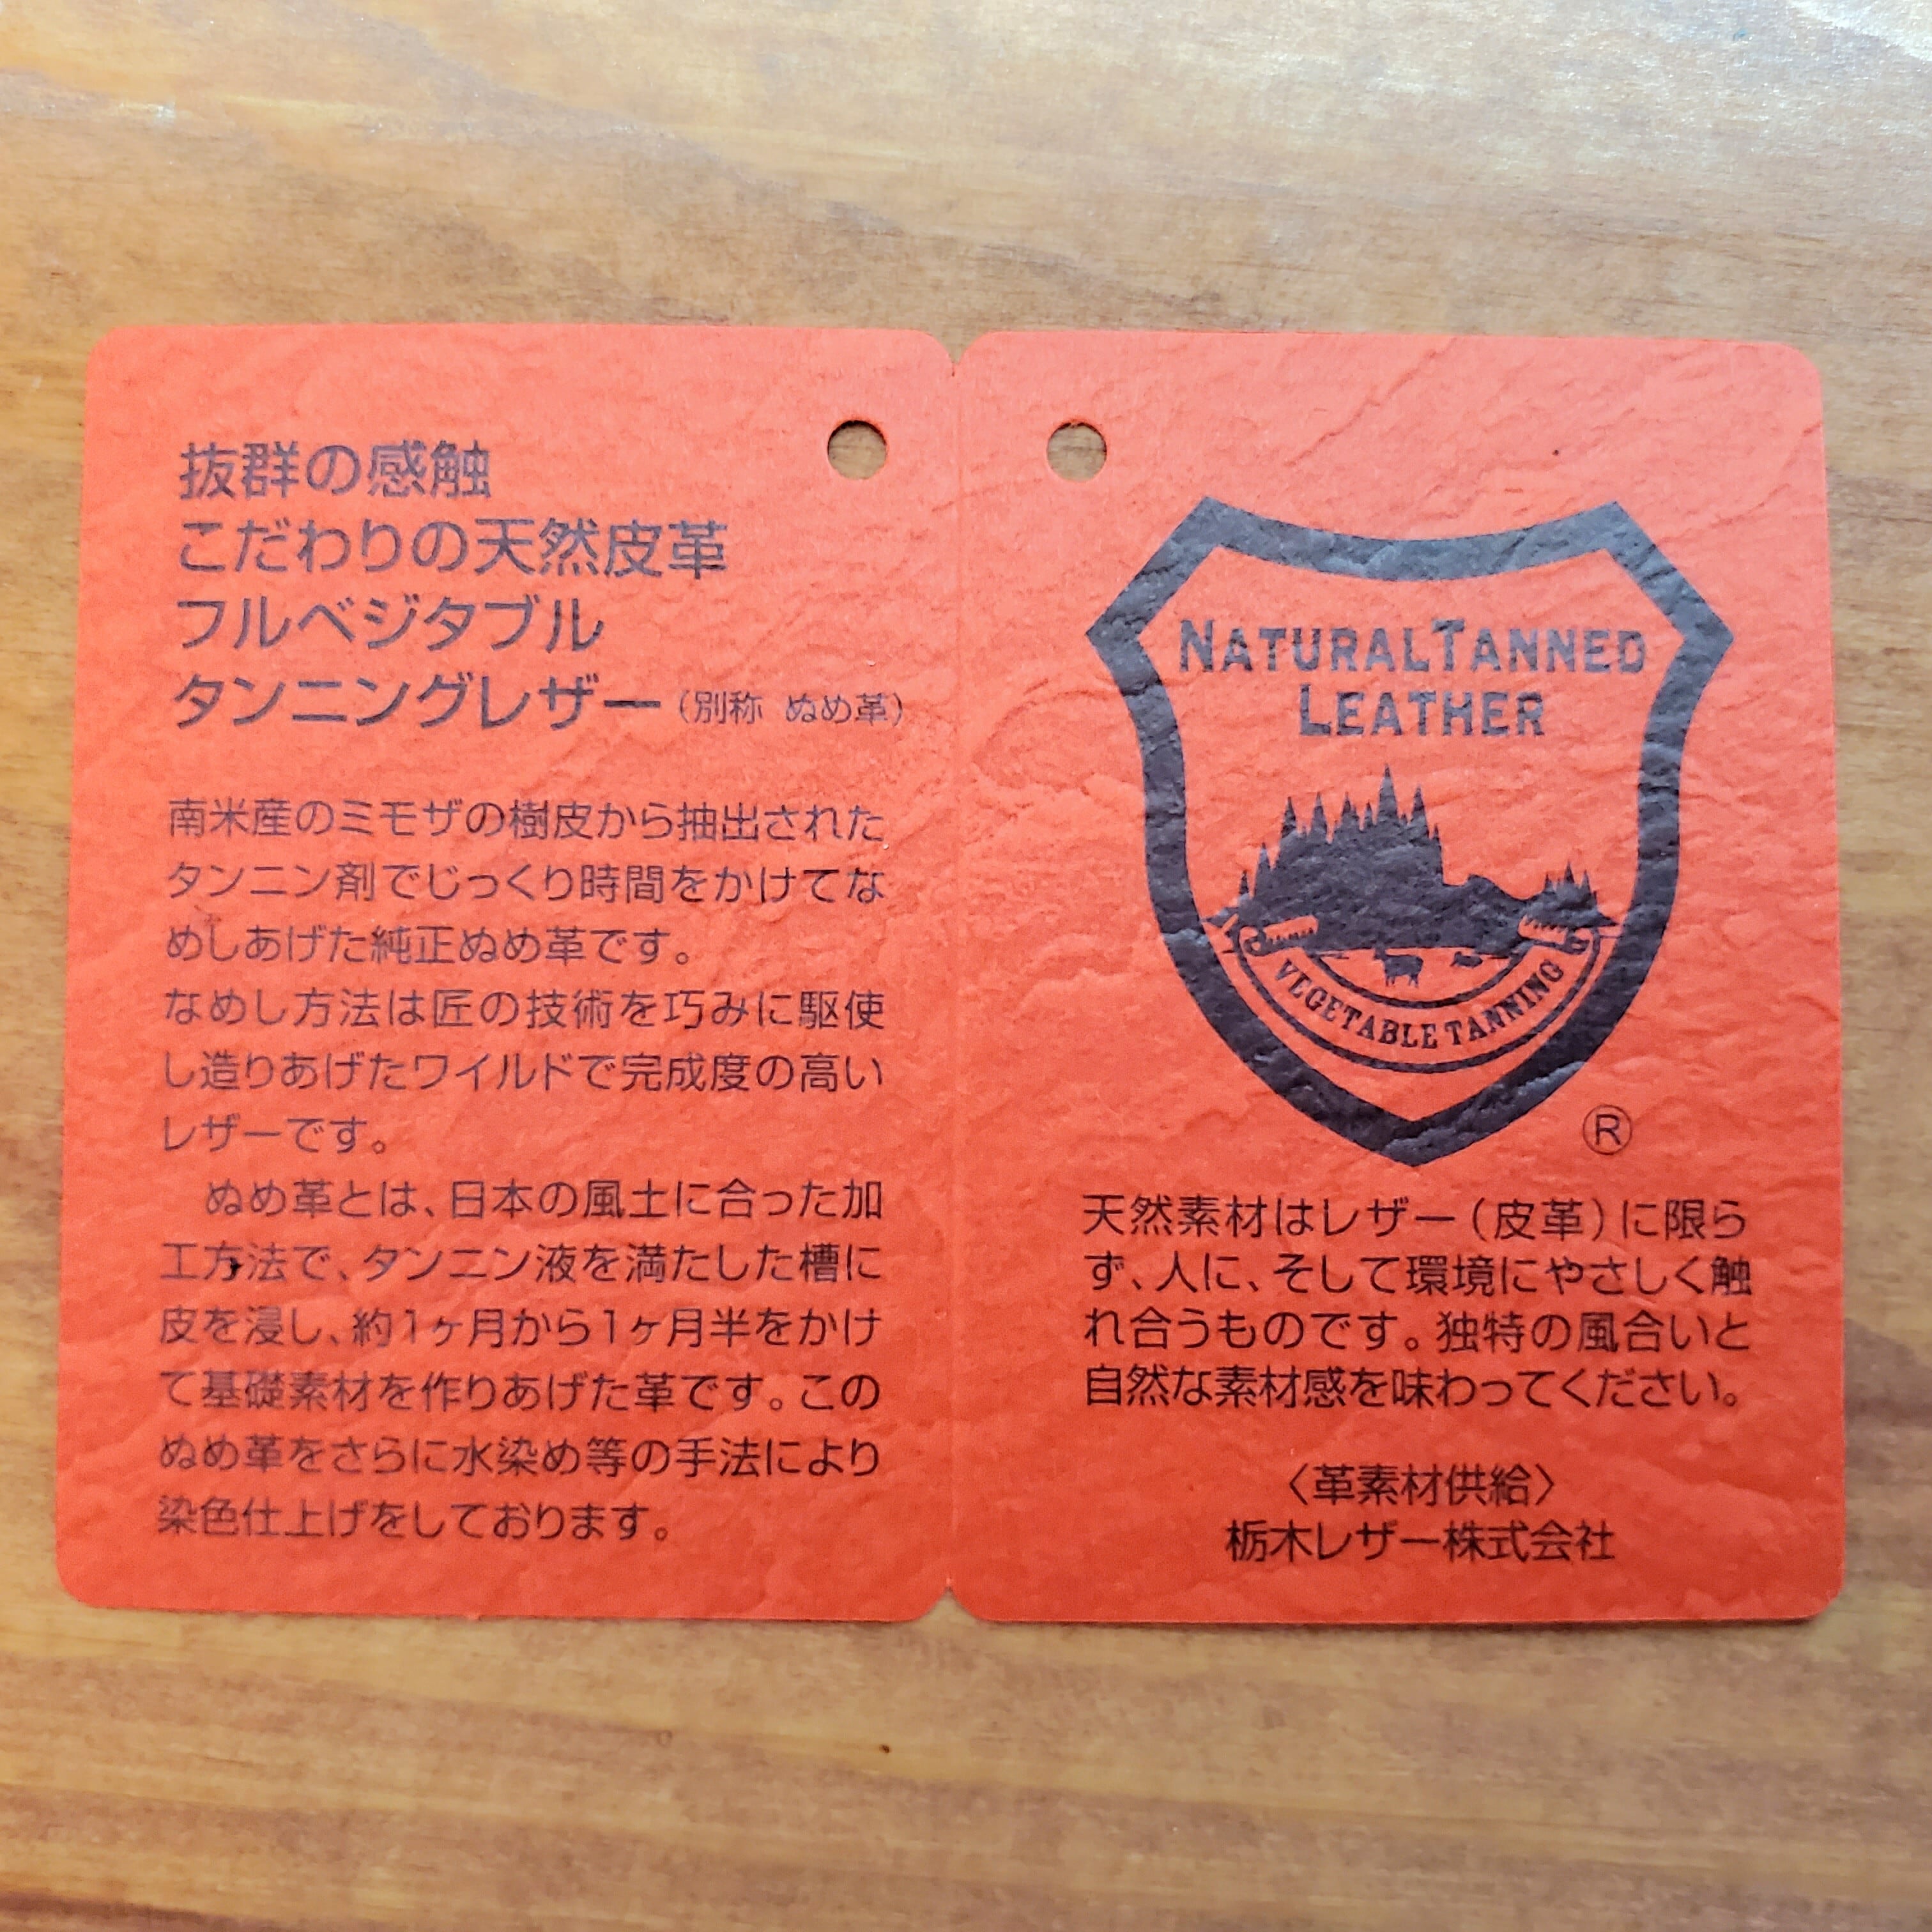 抜群の感触
こだわりの天然皮革
フルベジタブル
タンニングレザー（別称 ぬめ革）
南米産のミモザの樹皮から抽出された
タンニン剤でじっくり時間をかけてな
めしあげた純正ぬめ革です。
なめし方法は匠の技術を巧みに駆使
し造りあげたワイルドで完成度の高い
レザーです。
ぬめ革とは、日本の風土に合った加
工方法で、タンニン液を満たした槽に
皮を浸し、約1ヶ月から1ヶ月半をかけ
て基礎素材を作りあげた革です。この
ぬめ革をさらに水染め等の手法により
染色仕上げをしております。
NATURAL TANNED
LEATHER
VEGETABLE TANNING
®
天然素材はレザー（皮革）に限ら
ず、人に、そして環境にやさしく触
れ合うものです。独特の風合いと
自然な素材感を味わってください。
〈革素材供給〉
栃木レザー株式会社